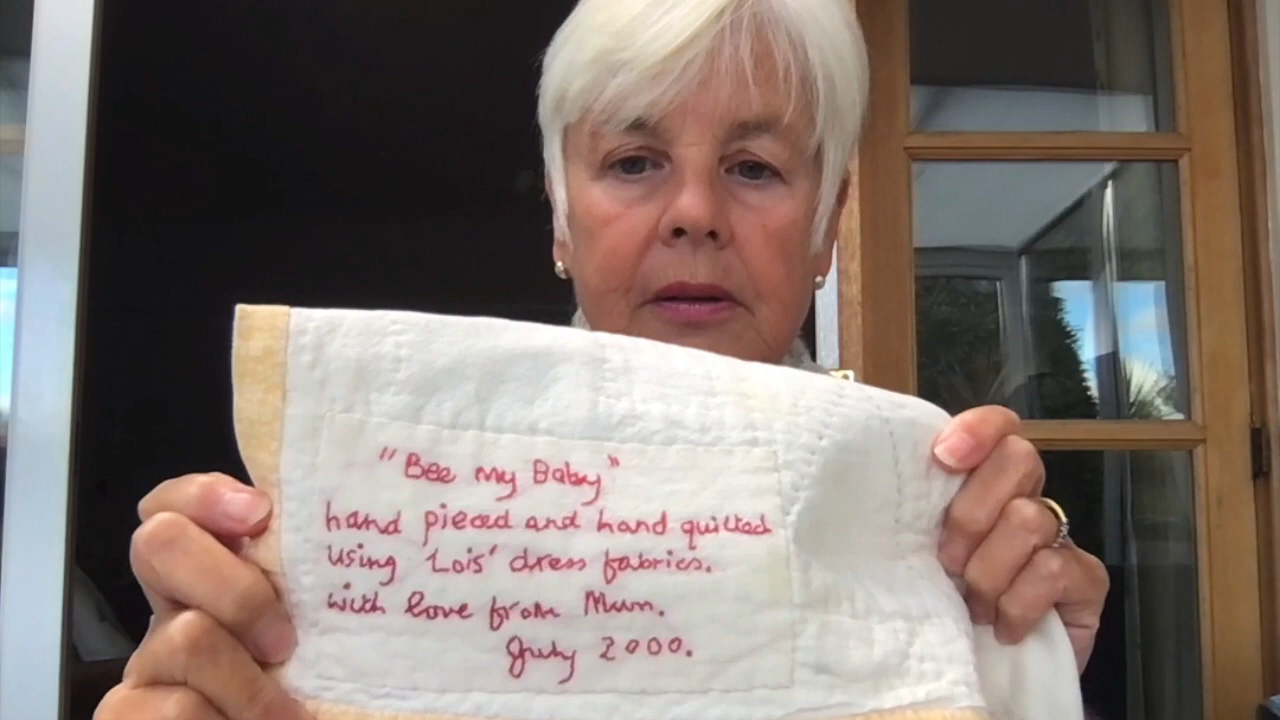 "Bee my Baby"
hand pieced and hand quilted
using Lois' dress fabrics.
with love from Mum.
July 2000.